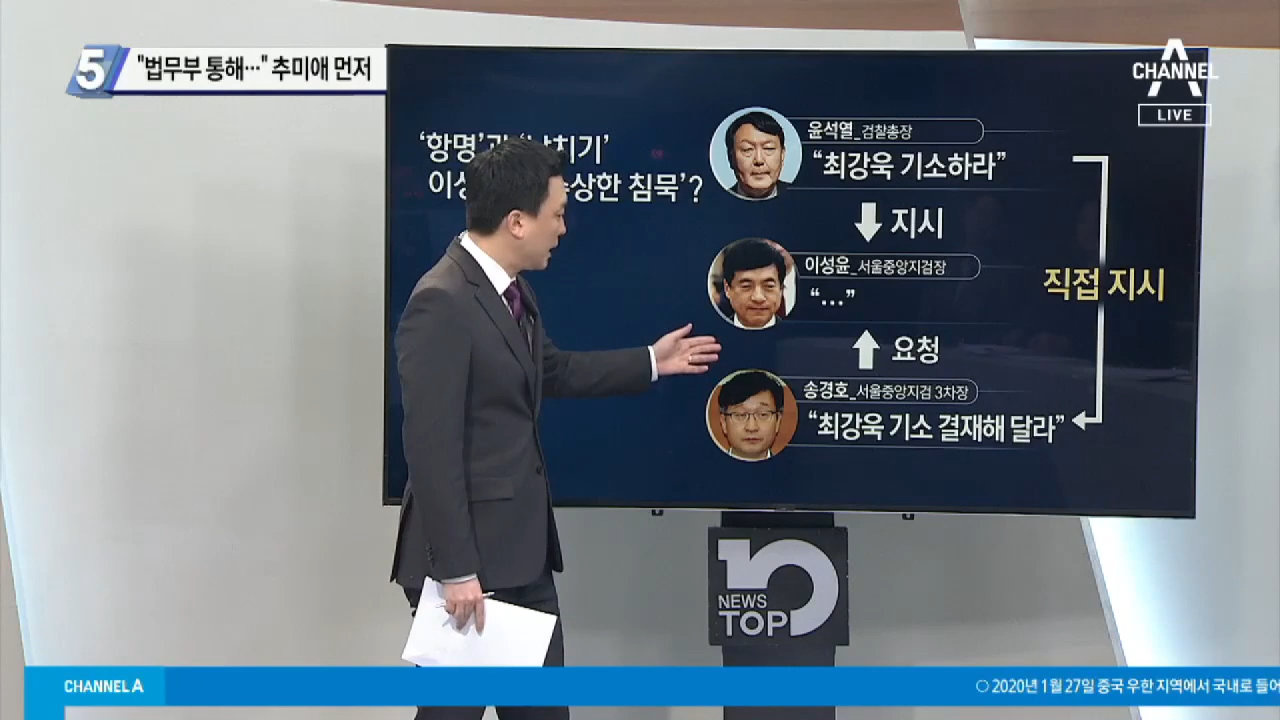 5 "법무부 통해…" 추미애 먼저
CHANNEL A
LIVE
'항명'
침묵'?
윤석열_검찰총장
"최강욱 기소하라"
지시
이성윤_서울중앙지검장
"…"
직접 지시
요청
송경호_서울중앙지검 3차장
"최강욱 기소 결재해 달라"
10
NEWS
TOP
CHANNEL A
○ 2020년 1월 27일 중국 우한 지역에서 국내로 들어